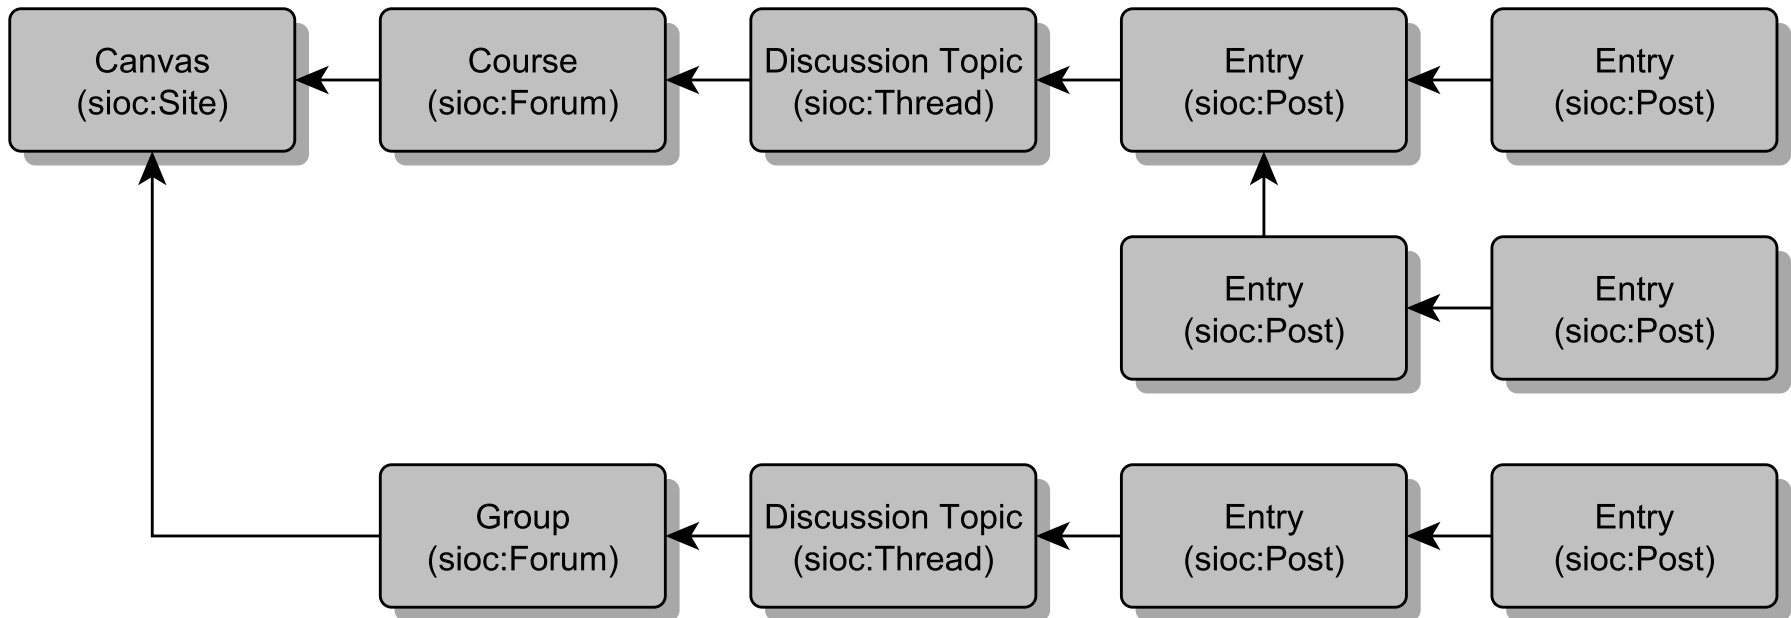 Canvas
(sioc:Site)
Course
(sioc:Forum)
Discussion Topic
(sioc:Thread)
Entry
(sioc:Post)
Entry
(sioc:Post)
Entry
(sioc:Post)
Entry
(sioc:Post)
Group
(sioc:Forum)
Discussion Topic
(sioc:Thread)
Entry
(sioc:Post)
Entry
(sioc:Post)